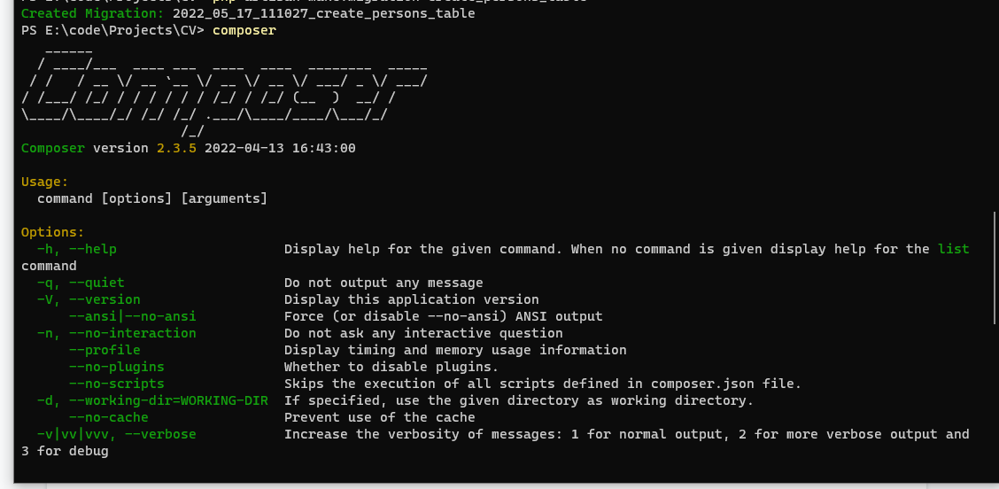 Created Migration: 2022_05_17_111027_create_persons_table
PS E:\code\Projects\CV> composer
   ______
  / ____/___  ____ ___  ____  ____  ________  _____
 / /   / __ \/ __ `__ \/ __ \/ __ \/ ___/ _ \/ ___/
/ /___/ /_/ / / / / / / /_/ / /_/ (__  )  __/ /
\____/\____/_/ /_/ /_/ .___/\____/____/\___/_/
                    /_/
Composer version 2.3.5 2022-04-13 16:43:00
Usage:
  command [options] [arguments]
Options:
  -h, --help                     Display help for the given command. When no command is given display help for the list
command
  -q, --quiet                    Do not output any message
  -V, --version                  Display this application version
      --ansi|--no-ansi           Force (or disable --no-ansi) ANSI output
  -n, --no-interaction           Do not ask any interactive question
      --profile                  Display timing and memory usage information
      --no-plugins               Whether to disable plugins.
      --no-scripts               Skips the execution of all scripts defined in composer.json file.
  -d, --working-dir=WORKING-DIR  If specified, use the given directory as working directory.
      --no-cache                 Prevent use of the cache
  -v|vv|vvv, --verbose           Increase the verbosity of messages: 1 for normal output, 2 for more verbose output and
3 for debug